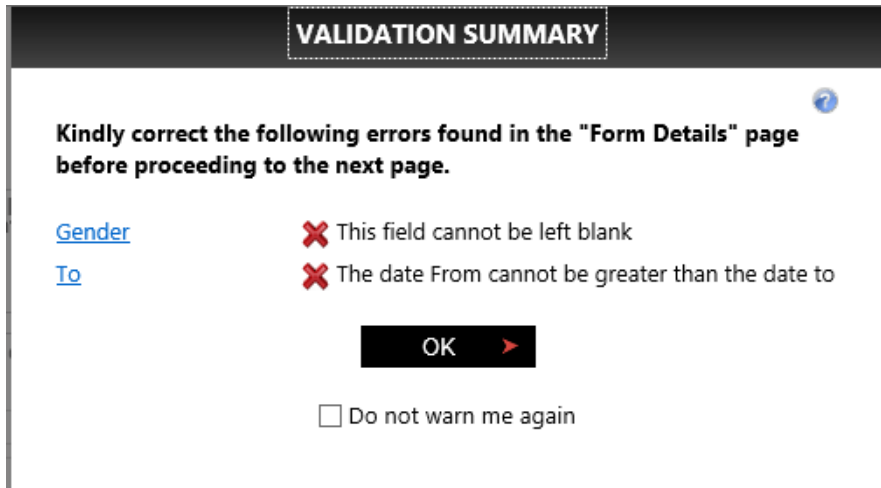 VALIDATION SUMMARY
Kindly correct the following errors found in the "Form Details" page
before proceeding to the next page.
Gender This field cannot be left blank
To The date From cannot be greater than the date to
OK
Do not warn me again